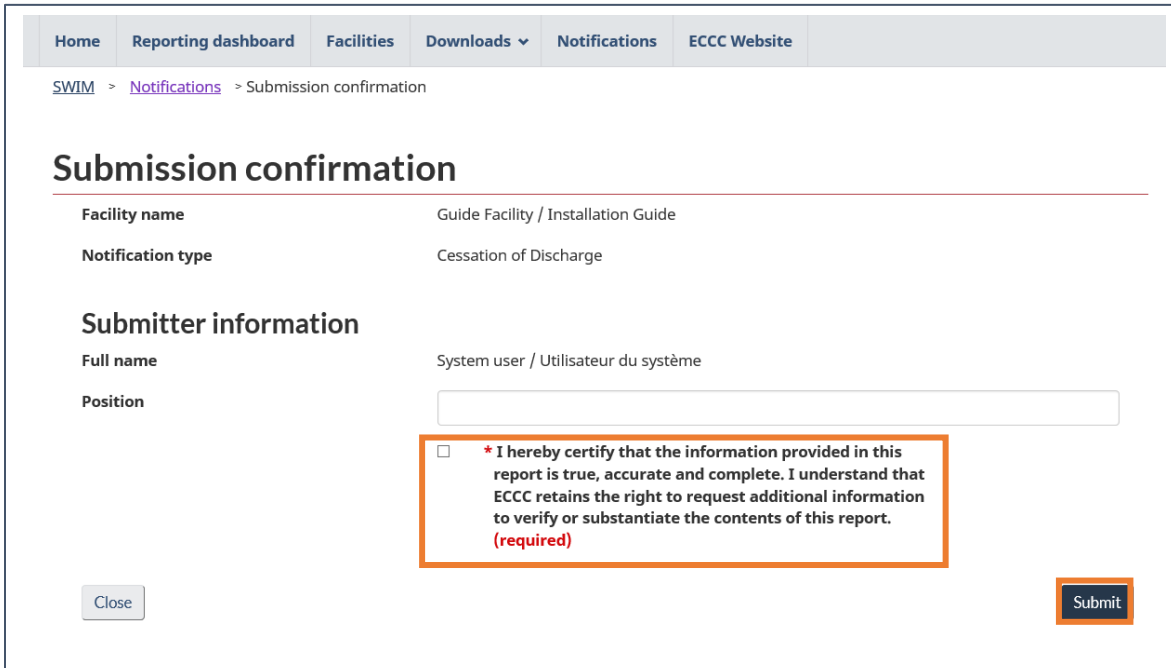 Home Reporting dashboard Facilities Downloads Notifications ECCC Website
SWIM > Notifications > Submission confirmation
Submission confirmation
Facility name Guide Facility / Installation Guide
Notification type Cessation of Discharge
Submitter information
Full name System user / Utilisateur du système
Position
* I hereby certify that the information provided in this
report is true, accurate and complete. I understand that
ECCC retains the right to request additional information
to verify or substantiate the contents of this report.
(required)
Close Submit